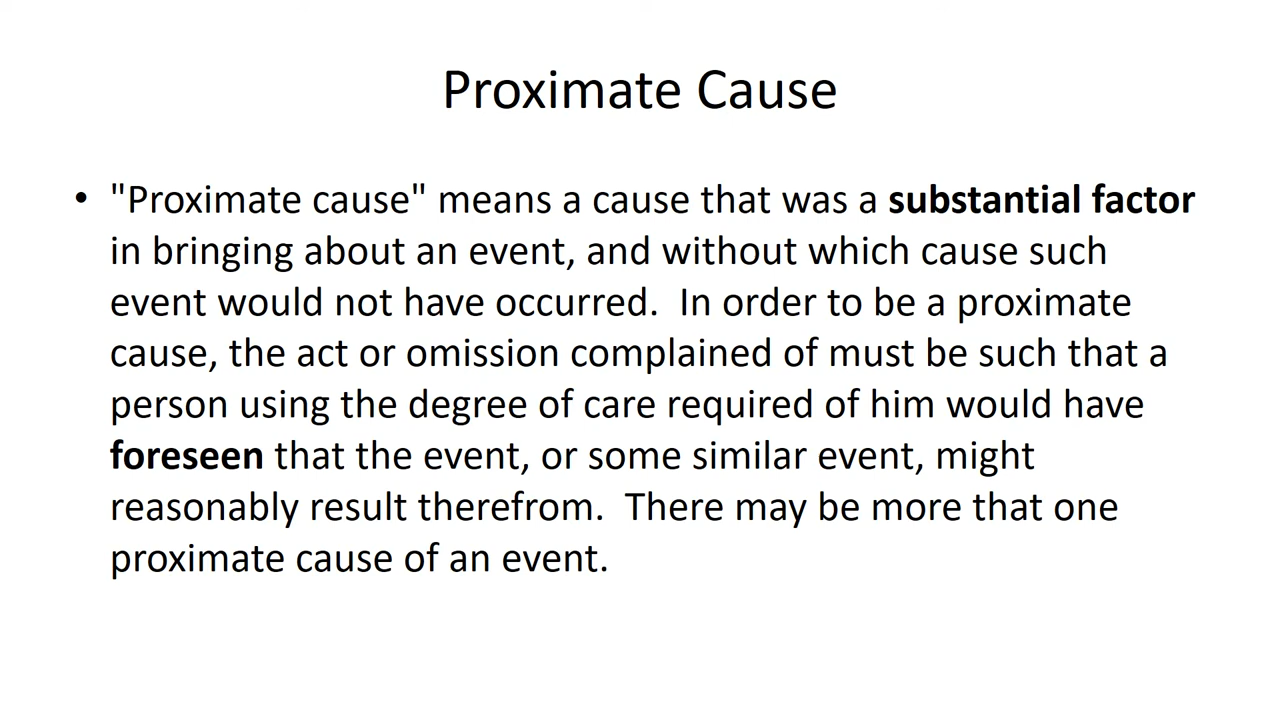 Proximate Cause
• "Proximate cause" means a cause that was a substantial factor
in bringing about an event, and without which cause such
event would not have occurred.  In order to be a proximate
cause, the act or omission complained of must be such that a
person using the degree of care required of him would have
foreseen that the event, or some similar event, might
reasonably result therefrom.  There may be more that one
proximate cause of an event.